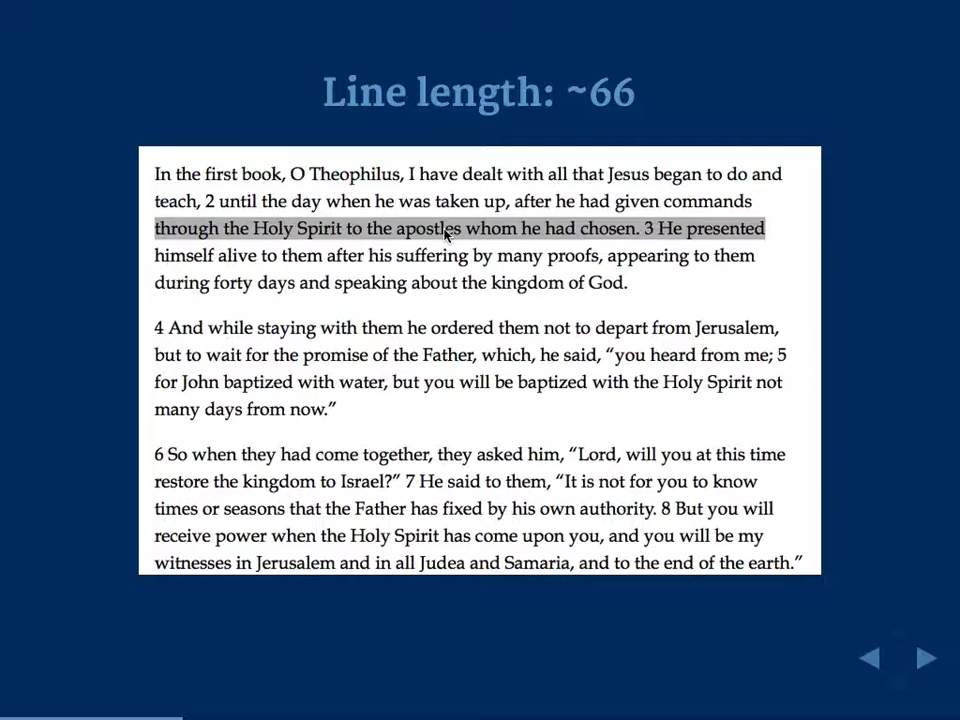 Line length: ~66
In the first book, O Theophilus, I have dealt with all that Jesus began to do and
teach, 2 until the day when he was taken up, after he had given commands
through the Holy Spirit to the apostles whom he had chosen. 3 He presented
himself alive to them after his suffering by many proofs, appearing to them
during forty days and speaking about the kingdom of God.
4 And while staying with them he ordered them not to depart from Jerusalem,
but to wait for the promise of the Father, which, he said, “you heard from me; 5
for John baptized with water, but you will be baptized with the Holy Spirit not
many days from now.”
6 So when they had come together, they asked him, “Lord, will you at this time
restore the kingdom to Israel?” 7 He said to them, “It is not for you to know
times or seasons that the Father has fixed by his own authority. 8 But you will
receive power when the Holy Spirit has come upon you, and you will be my
witnesses in Jerusalem and in all Judea and Samaria, and to the end of the earth.”